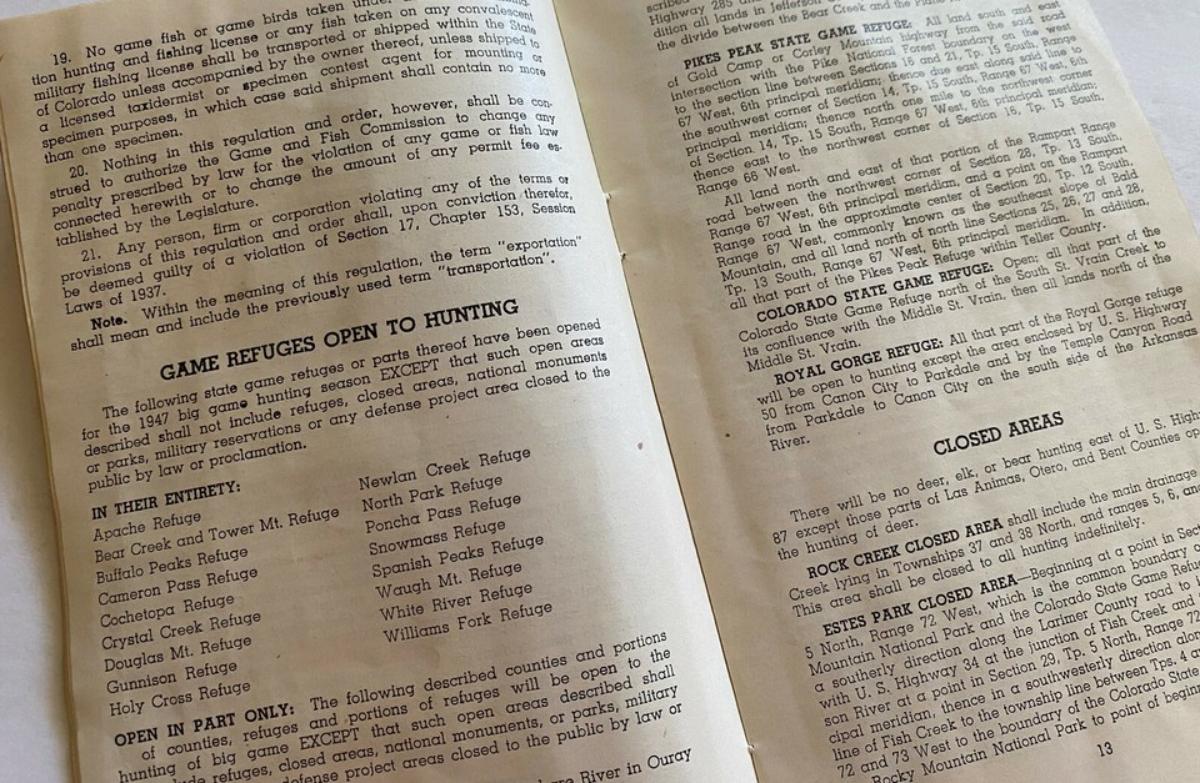 19. No game fish or game birds taken
tion hunting and fishing license or any fish taken on any convalescent
military fishing license shall be transported or shipped within the State
of Colorado unless accompanied by the owner thereof, unless shipped to
a licensed taxidermist or specimen contest agent for mounting or
specimen purposes, in which case said shipment shall contain no more
than one specimen.
20. Nothing in this regulation and order, however, shall be con-
strued to authorize the Game and Fish Commission to change any
penalty prescribed by law for the violation of any game or fish law
connected herewith or to change the amount of any permit fee es-
tablished by the Legislature.
21. Any person, firm or corporation violating any of the terms or
provisions of this regulation and order shall, upon conviction therefor,
be deemed guilty of a violation of Section 17, Chapter 153, Session
Laws of 1937.
Note. Within the meaning of this regulation, the term "exportation"
shall mean and include the previously used term "transportation".
GAME REFUGES OPEN TO HUNTING
The following state game refuges or parts thereof have been opened
for the 1947 big game hunting season EXCEPT that such open areas
described shall not include refuges, closed areas, national monuments
or parks, military reservations or any defense project area closed to the
public by law or proclamation.
IN THEIR ENTIRETY:
Apache Refuge
Bear Creek and Tower Mt. Refuge
Buffalo Peaks Refuge
Cameron Pass Refuge
Cochetopa Refuge
Crystal Creek Refuge
Douglas Mt. Refuge
Gunnison Refuge
Holy Cross Refuge
Newlan Creek Refuge
North Park Refuge
Poncha Pass Refuge
Snowmass Refuge
Spanish Peaks Refuge
Waugh Mt. Refuge
White River Refuge
Williams Fork Refuge
OPEN IN PART ONLY: The following described counties and portions
of counties, refuges and portions of refuges will be open to the
hunting of big game EXCEPT that such open areas described shall
refuges, closed areas, national monuments, or parks, military
defense project areas closed to the public by law or
River in Ouray
Highway 285
dition all lands in Jefferson
the divide between the Bear Creek and the
PIKES PEAK STATE GAME REFUGE: All land south and east
of Gold Camp or Corley Mountain highway from the said road
intersection with the Pike National Forest boundary on the west
to the section line between Sections 16 and 21, Tp. 15 South, Range
67 West, 6th principal meridian; thence due east along said line to
the southwest corner of Section 14, Tp. 15 South, Range 67 West, 6th
principal meridian; thence north one mile to the northwest corner
of Section 14, Tp. 15 South, Range 67 West, 6th principal meridian;
thence east to the northwest corner of Section 16, Tp. 15 South,
Range 66 West.
All land north and east of that portion of the Rampart Range
road between the northwest corner of Section 28, Tp. 13 South,
Range 67 West, 6th principal meridian, and a point on the Rampart
Range road in the approximate center of Section 20, Tp. 12 South,
Range 67 West, commonly known as the southeast slope of Bald
Mountain, and all land north of north line Sections 25, 26, 27 and 28,
Tp. 13 South, Range 67 West, 6th principal meridian. In addition,
all that part of the Pikes Peak Refuge within Teller County.
COLORADO STATE GAME REFUGE: Open; all that part of the
Colorado State Game Refuge north of the South St. Vrain Creek to
its confluence with the Middle St. Vrain, then all lands north of the
Middle St. Vrain.
ROYAL GORGE REFUGE: All that part of the Royal Gorge refuge
will be open to hunting except the area enclosed by U. S. Highway
50 from Canon City to Parkdale and by the Temple Canyon Road
from Parkdale to Canon City on the south side of the Arkansas
River.
CLOSED AREAS
There will be no deer, elk, or bear hunting east of U. S. High
87 except those parts of Las Animas, Otero, and Bent Counties op
the hunting of deer.
ROCK CREEK CLOSED AREA shall include the main drainage
Creek lying in Townships 37 and 38 North, and ranges 5, 6, an
This area shall be closed to all hunting indefinitely.
ESTES PARK CLOSED AREA—Beginning at a point in Sec
5 North, Range 72 West, which is the common boundary
Mountain National Park and the Colorado State Game Refu
a southerly direction along the Larimer County road to
with U. S. Highway 34 at the junction of Fish Creek and
son River at a point in Section 29, Tp. 5 North, Range 72
cipal meridian, thence in a southwesterly direction alon
line of Fish Creek to the township line between Tps. 4 a
72 and 73 West to the boundary of the Colorado State
Rocky Mountain National Park to point of begin
13